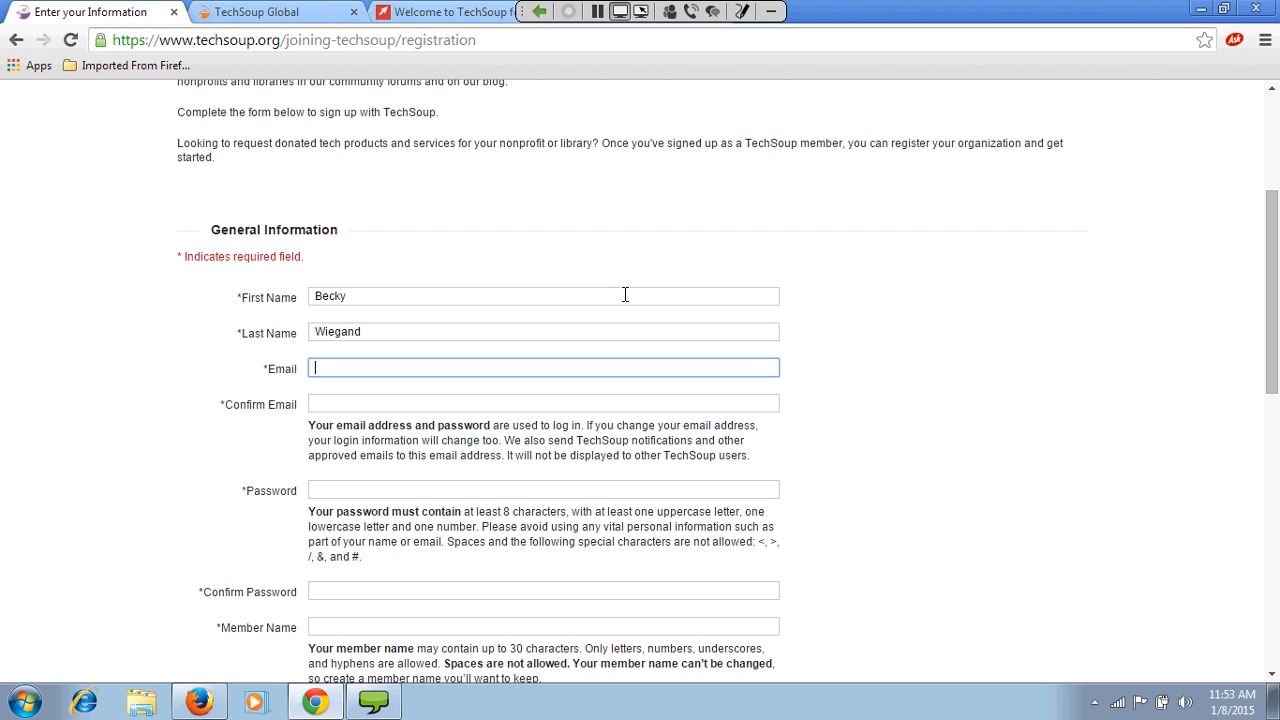 Enter your Information
TechSoup Global
Welcome to TechSoup f
https://www.techsoup.org/joining-techsoup/registration
Ask
Apps
Imported From Firef...
nonprofits and libraries in our community forums and on our blog.
Complete the form below to sign up with TechSoup.
Looking to request donated tech products and services for your nonprofit or library? Once you've signed up as a TechSoup member, you can register your organization and get
started.
General Information
* Indicates required field.
*First Name Becky
*Last Name Wiegand
*Email
*Confirm Email
Your email address and password are used to log in. If you change your email address,
your login information will change too. We also send TechSoup notifications and other
approved emails to this email address. It will not be displayed to other TechSoup users.
*Password
Your password must contain at least 8 characters, with at least one uppercase letter, one
lowercase letter and one number. Please avoid using any vital personal information such as
part of your name or email. Spaces and the following special characters are not allowed: <, >,
/, &, and #.
*Confirm Password
*Member Name
Your member name may contain up to 30 characters. Only letters, numbers, underscores,
and hyphens are allowed. Spaces are not allowed. Your member name can't be changed,
so create a member name you'll want to keep.
11:53 AM
1/8/2015